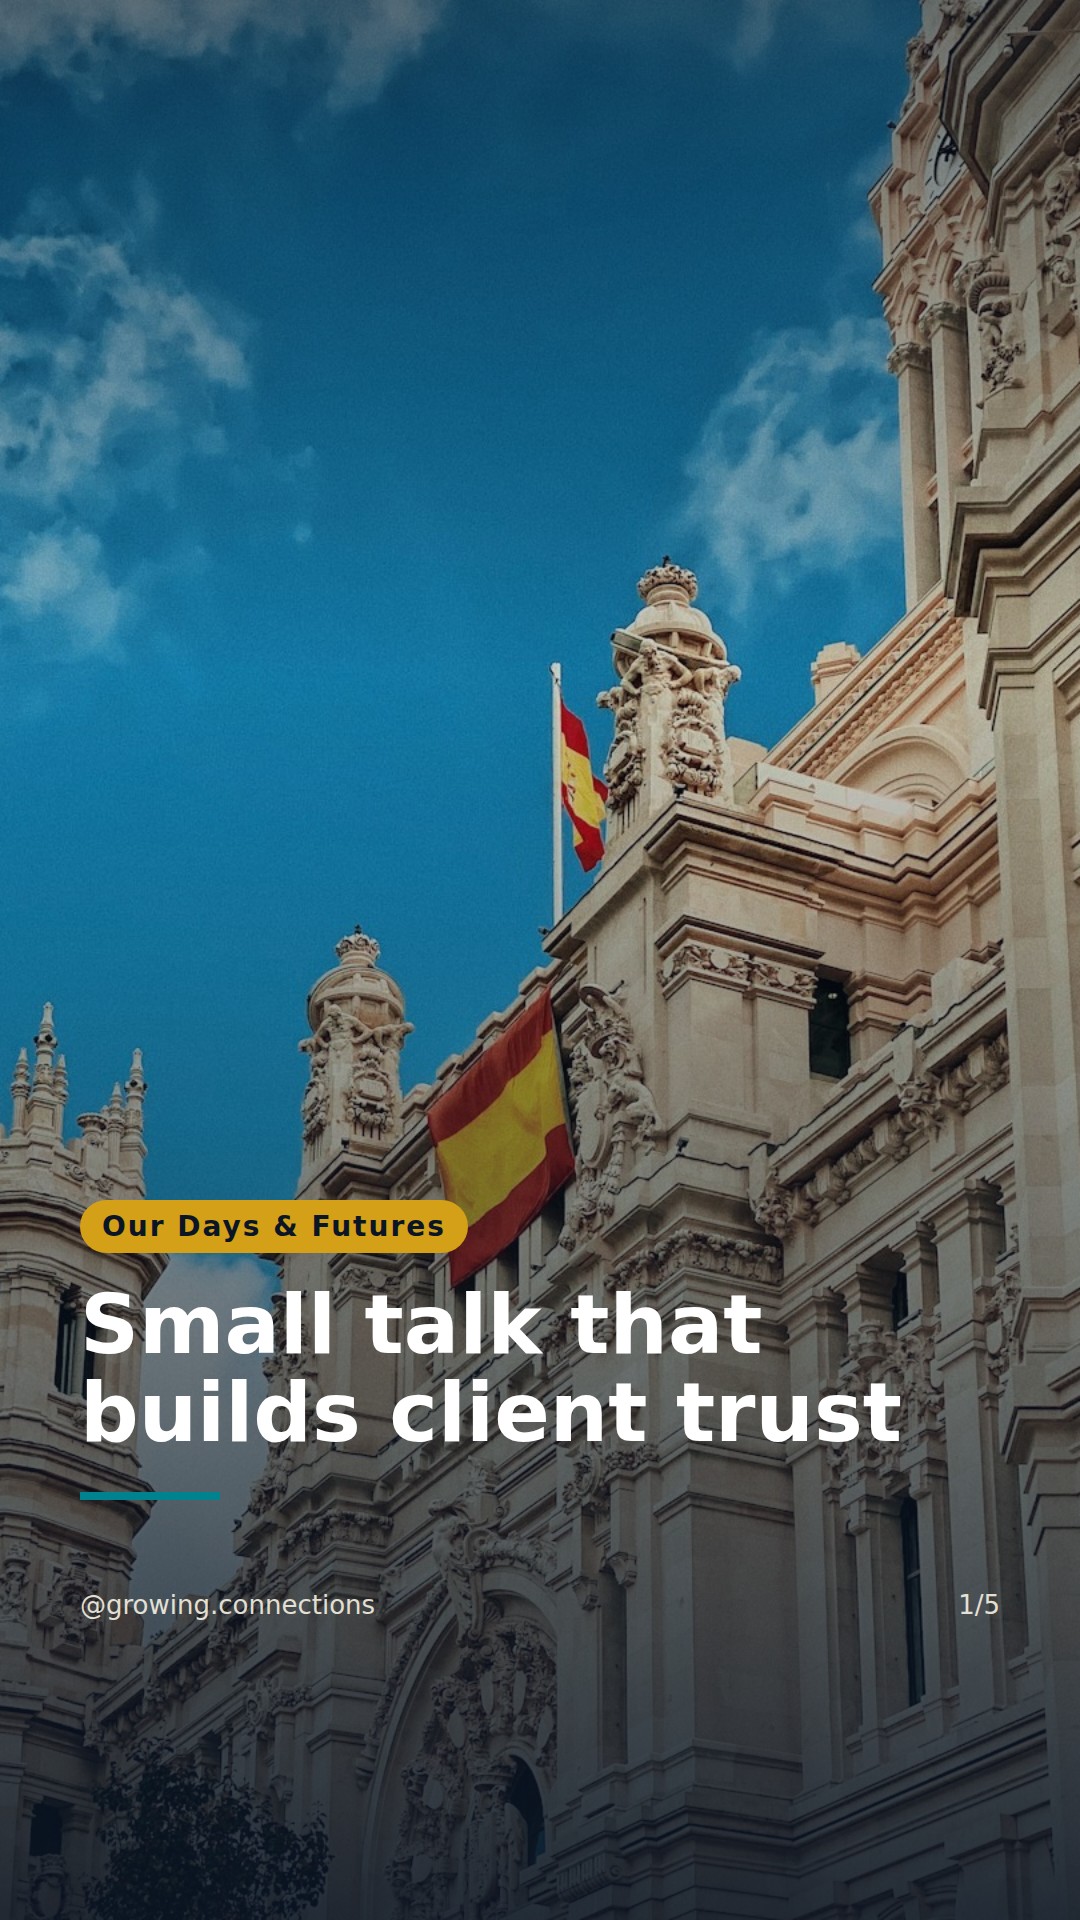 Our Days & Futures
Small talk that
builds client trust
@growing.connections
1/5